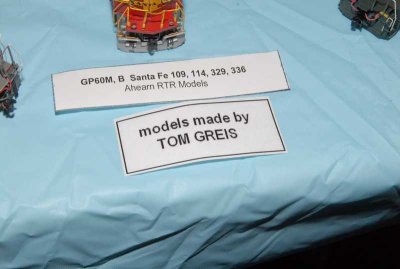 GP60M, B Santa Fe 109, 114, 329, 336
Ahearn RTR Models
models made by
TOM GREIS